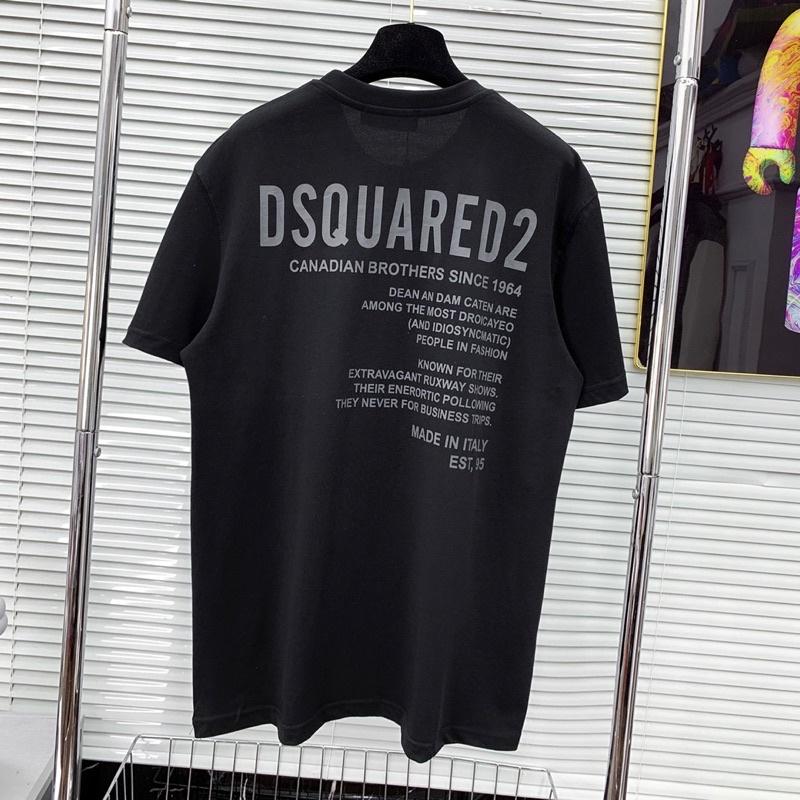 DSQUARED2
CANADIAN BROTHERS SINCE 1964
DEAN AN DAM CATEN ARE
AMONG THE MOST DROICAYEO
(AND IDIOSYNCMATIC)
PEOPLE IN FASHION
KNOWN FOR THEIR
EXTRAVAGANT RUXWAY SHOWS.
THEIR ENERORTIC POLLOWING
THEY NEVER FOR BUSINESS TRIPS.
MADE IN ITALY
EST, 95